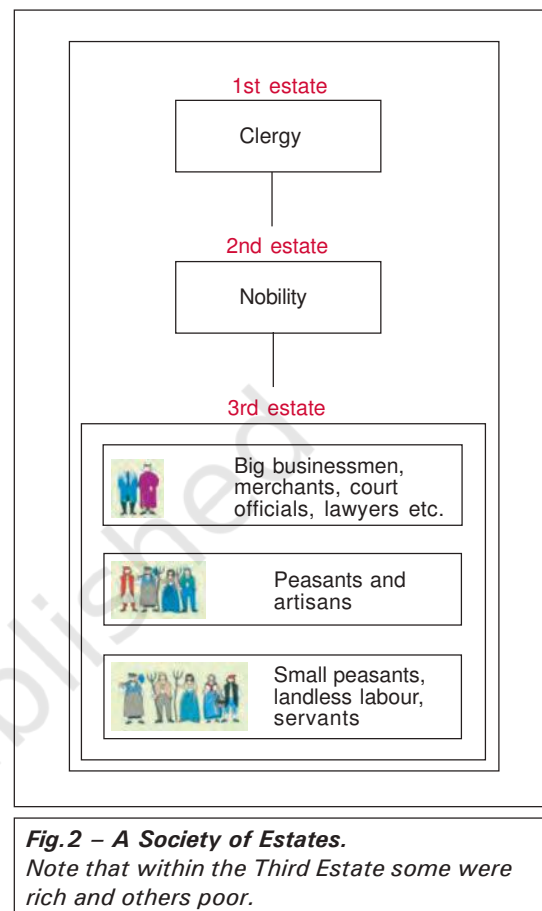 1st estate
Clergy
2nd estate
Nobility
3rd estate
Big businessmen,
merchants, court
officials, lawyers etc.
Peasants and
artisans
Small peasants,
landless labour,
servants
Fig.2 – A Society of Estates.
Note that within the Third Estate some were
rich and others poor.